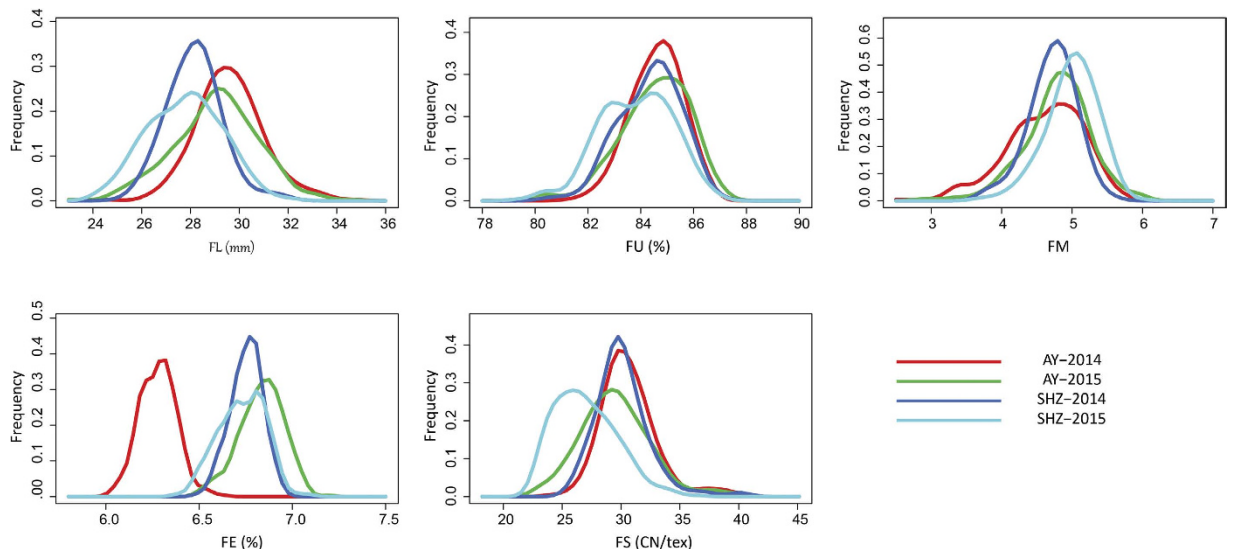 0.4
0.3
0.2
0.1
0.0
Frequency
24 26 28 30 32 34 36
FL (mm)
0.4
0.3
0.2
0.1
0.0
Frequency
78 80 82 84 86 88 90
FU (%)
0.6
0.5
0.4
0.3
0.2
0.1
0.0
Frequency
3 4 5 6 7
FM
0.5
0.4
0.3
0.2
0.1
.00
Frequency
6.0 6.5 7.0 7.5
FE (%)
0.4
0.3
0.2
0.1
0.0
Frequency
20 25 30 35 40 45
FS (CN/tex)
AY–2014
AY–2015
SHZ–2014
SHZ–2015